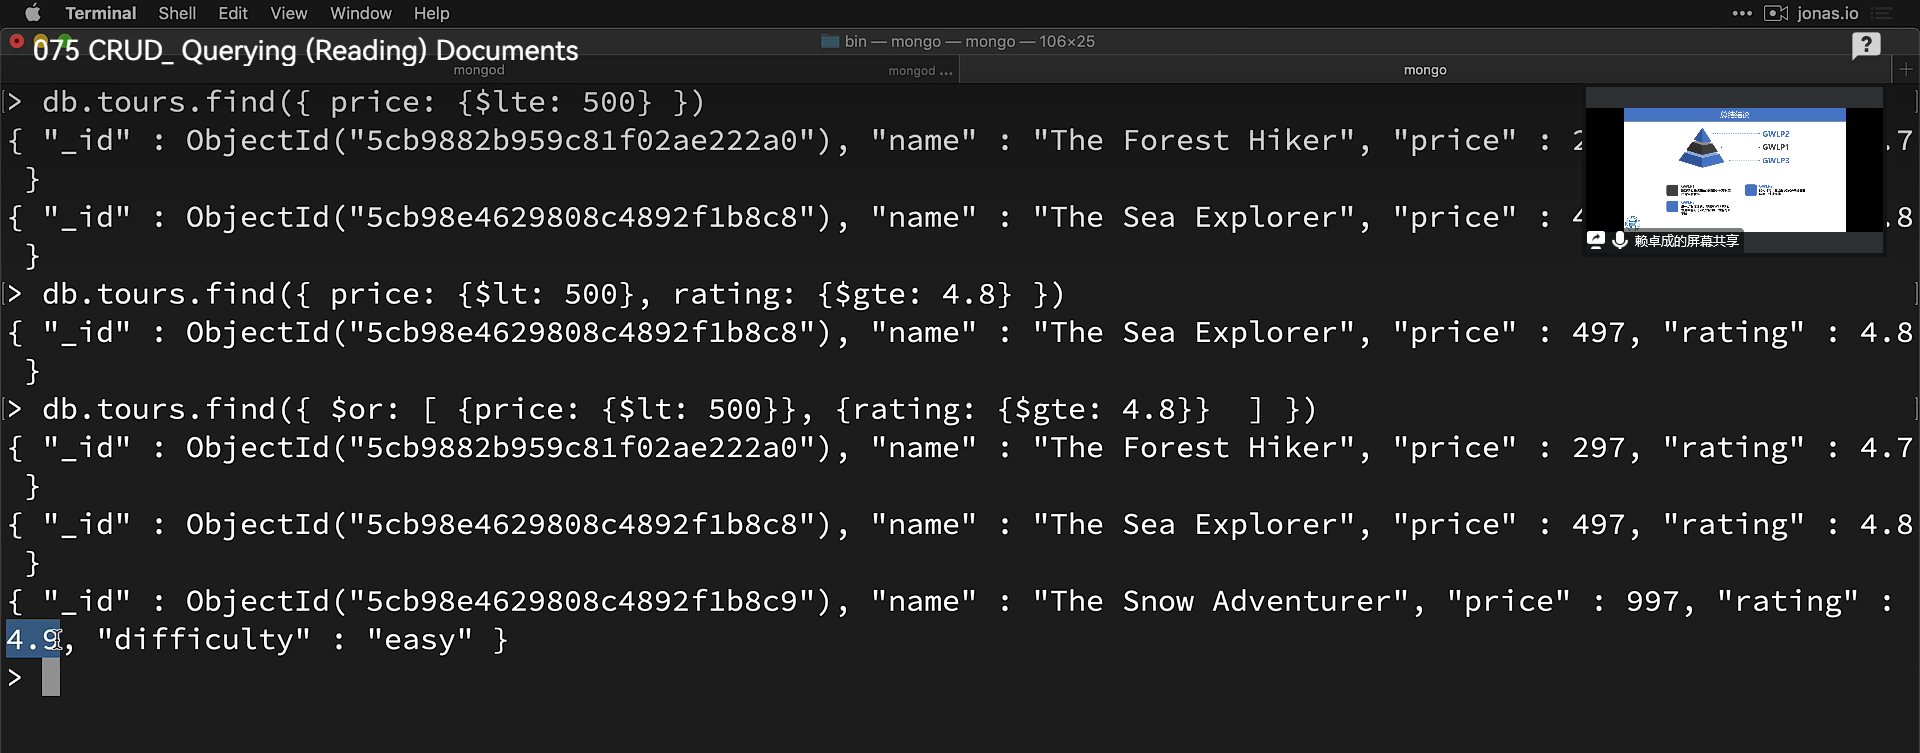 Terminal Shell Edit View Window Help
jonas.io
075 CRUD_ Querying (Reading) Documents
bin — mongo — mongo — 106×25
?
mongod
mongod ...
mongo
+
> db.tours.find({ price: {$lte: 500} })
{ "_id" : ObjectId("5cb9882b959c81f02ae222a0"), "name" : "The Forest Hiker", "price" : 2
.7
}
{ "_id" : ObjectId("5cb98e4629808c4892f1b8c8"), "name" : "The Sea Explorer", "price" : 4
.8
}
GWLP2
GWLP1
GWLP3
赖卓成的屏幕共享
> db.tours.find({ price: {$lt: 500}, rating: {$gte: 4.8} })
{ "_id" : ObjectId("5cb98e4629808c4892f1b8c8"), "name" : "The Sea Explorer", "price" : 497, "rating" : 4.8
}
> db.tours.find({ $or: [ {price: {$lt: 500}}, {rating: {$gte: 4.8}}  ] })
{ "_id" : ObjectId("5cb9882b959c81f02ae222a0"), "name" : "The Forest Hiker", "price" : 297, "rating" : 4.7
}
{ "_id" : ObjectId("5cb98e4629808c4892f1b8c8"), "name" : "The Sea Explorer", "price" : 497, "rating" : 4.8
}
{ "_id" : ObjectId("5cb98e4629808c4892f1b8c9"), "name" : "The Snow Adventurer", "price" : 997, "rating" :
4.9, "difficulty" : "easy" }
>